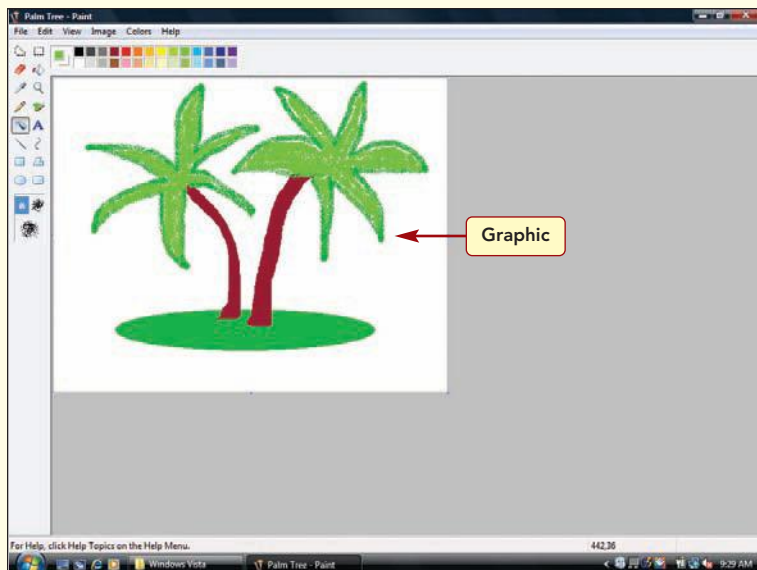 Palm Tree - Paint
File Edit View Image Colors Help
A
Graphic
For Help, click Help Topics on the Help Menu.
442,36
Windows Vista
Palm Tree - Paint
9:29 AM